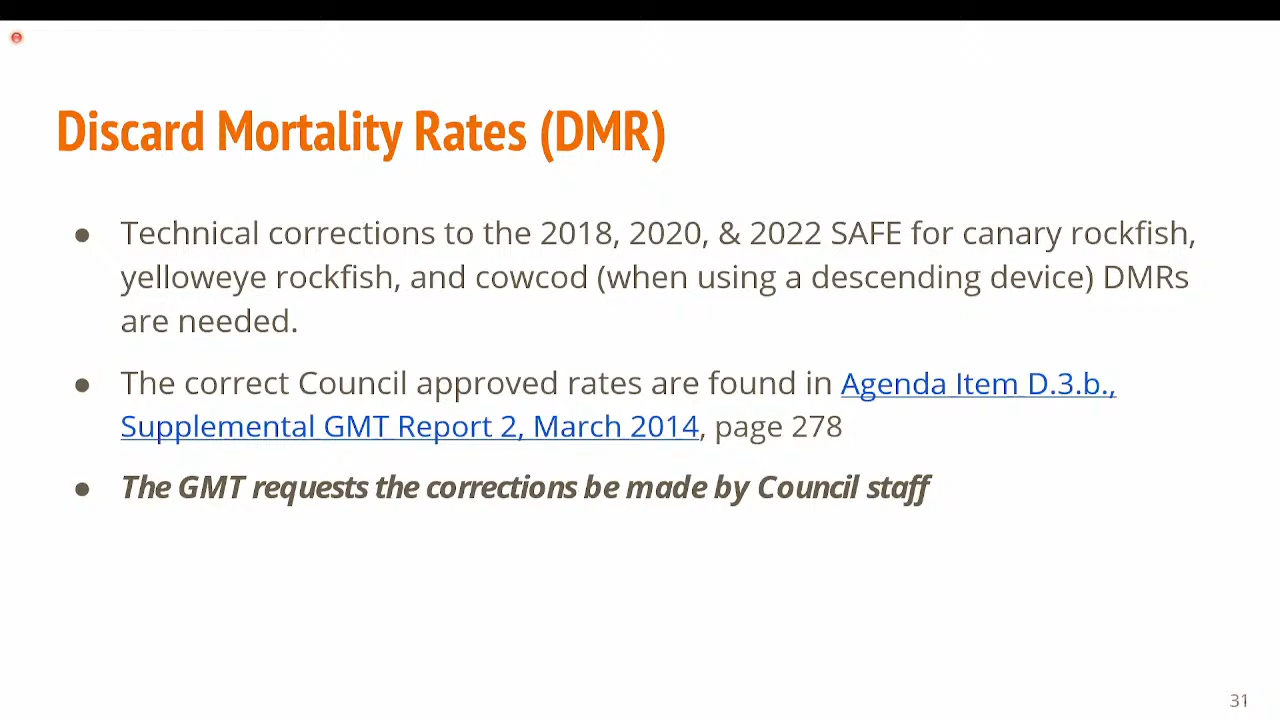 Discard Mortality Rates (DMR)
● Technical corrections to the 2018, 2020, & 2022 SAFE for canary rockfish,
yelloweye rockfish, and cowcod (when using a descending device) DMRs
are needed.
● The correct Council approved rates are found in Agenda Item D.3.b.,
Supplemental GMT Report 2, March 2014, page 278
● The GMT requests the corrections be made by Council staff
31